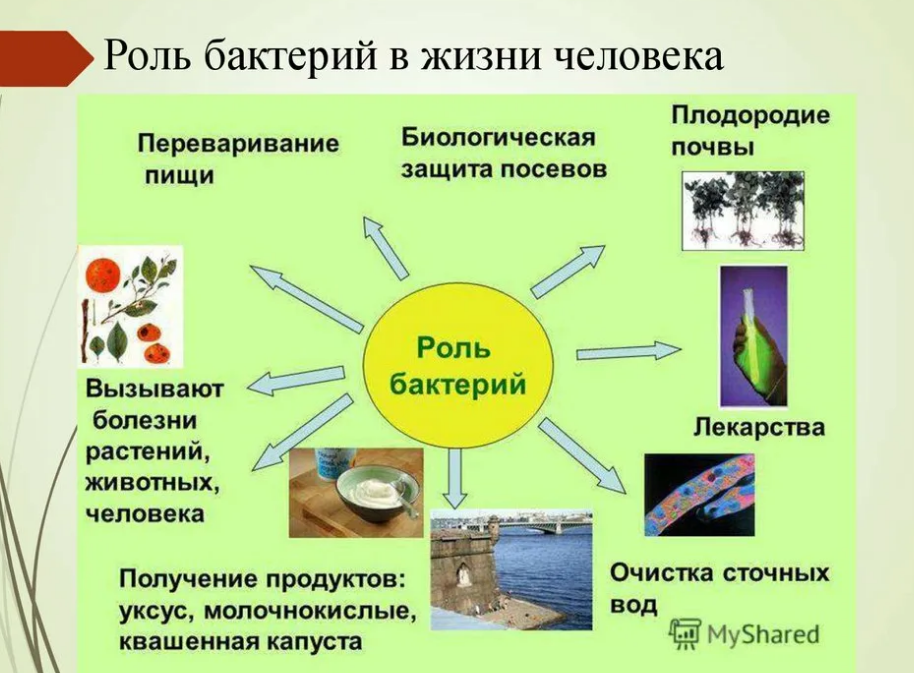 Роль бактерий в жизни человека
Переваривание
пищи
Биологическая
защита посевов
Плодородие
почвы
Роль
бактерий
Вызывают
болезни
растений,
животных,
человека
Лекарства
Получение продуктов:
уксус, молочнокислые,
квашенная капуста
Очистка сточных
вод
MyShared